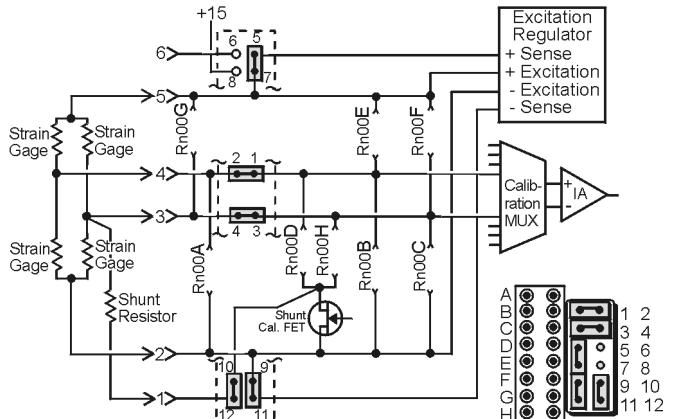 +15
Excitation
Regulator
+ Sense
+ Excitation
- Excitation
- Sense
6
6 5
8 7
5
Rn00G
Rn00E
Rn00F
Strain
Gage
Strain
Gage
4
2 1
3
4 3
Calib-
ration
MUX
+
-
IA
Strain
Gage
Strain
Gage
Rn00A
Rn00D
Rn00H
Rn00B
Rn00C
Shunt
Resistor
Shunt
Cal. FET
2
10 9
1
12 11
A
B
C
D
E
F
G
H
1 2
3 4
5 6
7 8
9 10
11 12